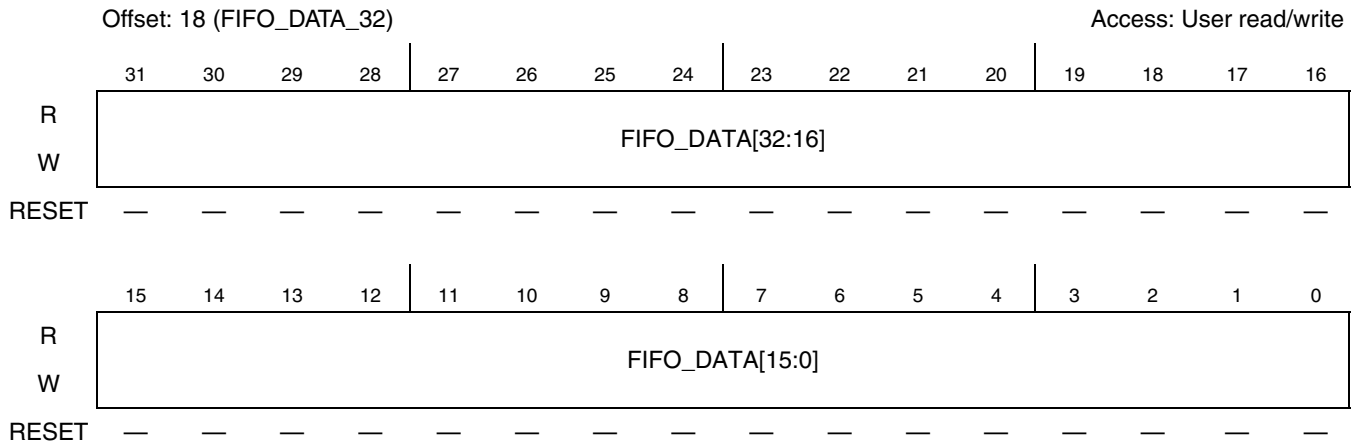 Offset: 18 (FIFO_DATA_32) Access: User read/write
31 30 29 28 27 26 25 24 23 22 21 20 19 18 17 16
R
FIFO_DATA[32:16]
W
RESET — — — — — — — — — — — — — — — —
15 14 13 12 11 10 9 8 7 6 5 4 3 2 1 0
R
FIFO_DATA[15:0]
W
RESET — — — — — — — — — — — — — — — —